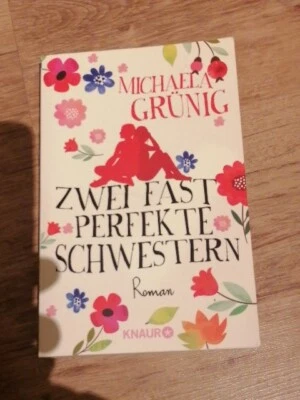 MICHAELA
GRÜNIG
ZWEI FAST
PERFEKTE
SCHWESTERN
Roman
KNAUR